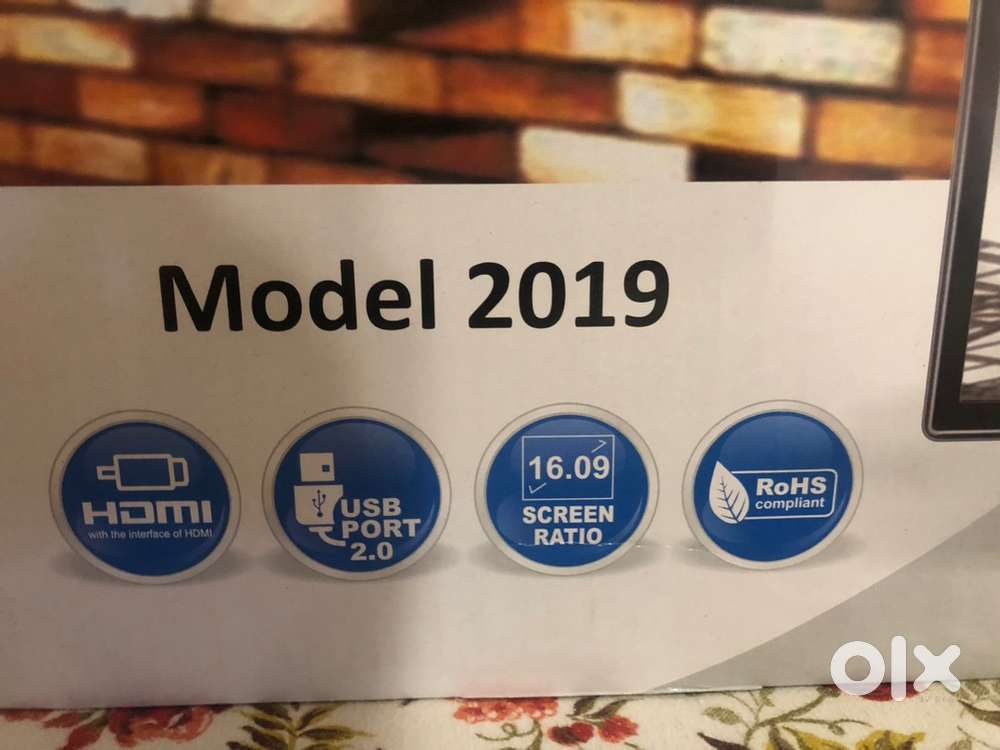 Model 2019
HDMI
with the interface of HDMI
USB
PORT
2.0
16.09
SCREEN
RATIO
RoHS
compliant
olx